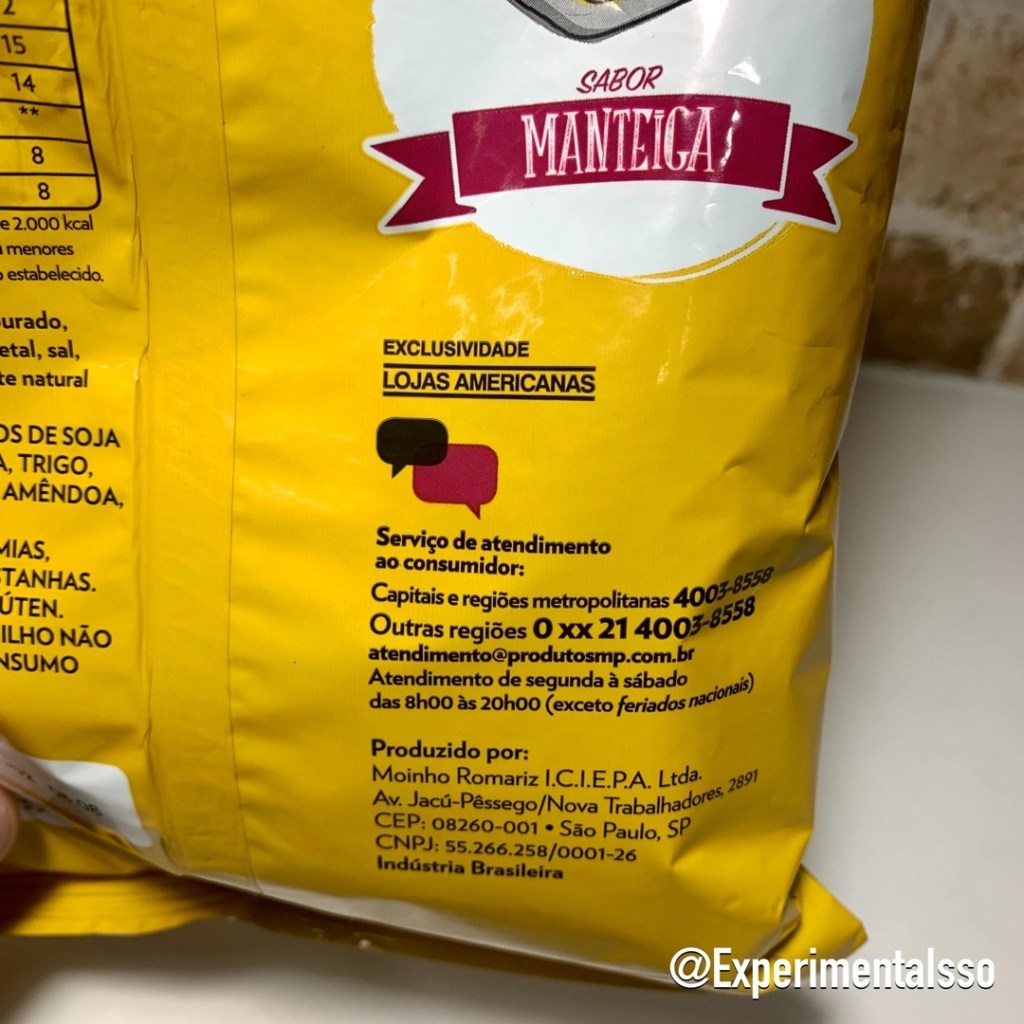 2
15
14
**
8
8
e 2.000 kcal
menores
estabelecido.
urado,
etal, sal,
te natural
OS DE SOJA
A, TRIGO,
AMÊNDOA,
MIAS,
STANHAS.
ÚTEN.
ILHO NÃO
NSUMO
SABOR
MANTEIGA
EXCLUSIVIDADE
LOJAS AMERICANAS
Serviço de atendimento
ao consumidor:
Capitais e regiões metropolitanas 4003-8558
Outras regiões 0 xx 21 4003-8558
atendimento@produtosmp.com.br
Atendimento de segunda à sábado
das 8h00 às 20h00 (exceto feriados nacionais)
Produzido por:
Moinho Romariz I.C.I.E.P.A. Ltda.
Av. Jacú-Pêssego/Nova Trabalhadores, 2891
CEP: 08260-001 • São Paulo, SP
CNPJ: 55.266.258/0001-26
Indústria Brasileira
@Experimentalsso